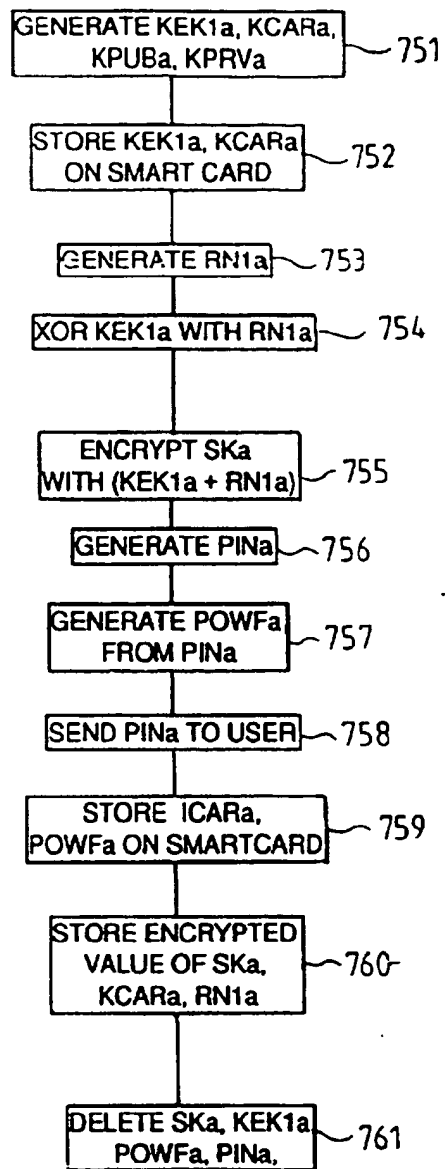 GENERATE KEK1a, KCARa,
KPUBa, KPRVa
751
STORE KEK1a, KCARa
ON SMART CARD
752
GENERATE RN1a
753
XOR KEK1a WITH RN1a
754
ENCRYPT SKa
WITH (KEK1a + RN1a)
755
GENERATE PINa
756
GENERATE POWFa
FROM PINa
757
SEND PINa TO USER
758
STORE ICARa,
POWFa ON SMARTCARD
759
STORE ENCRYPTED
VALUE OF SKa,
KCARa, RN1a
760
DELETE SKa, KEK1a
POWFa, PINa,
761